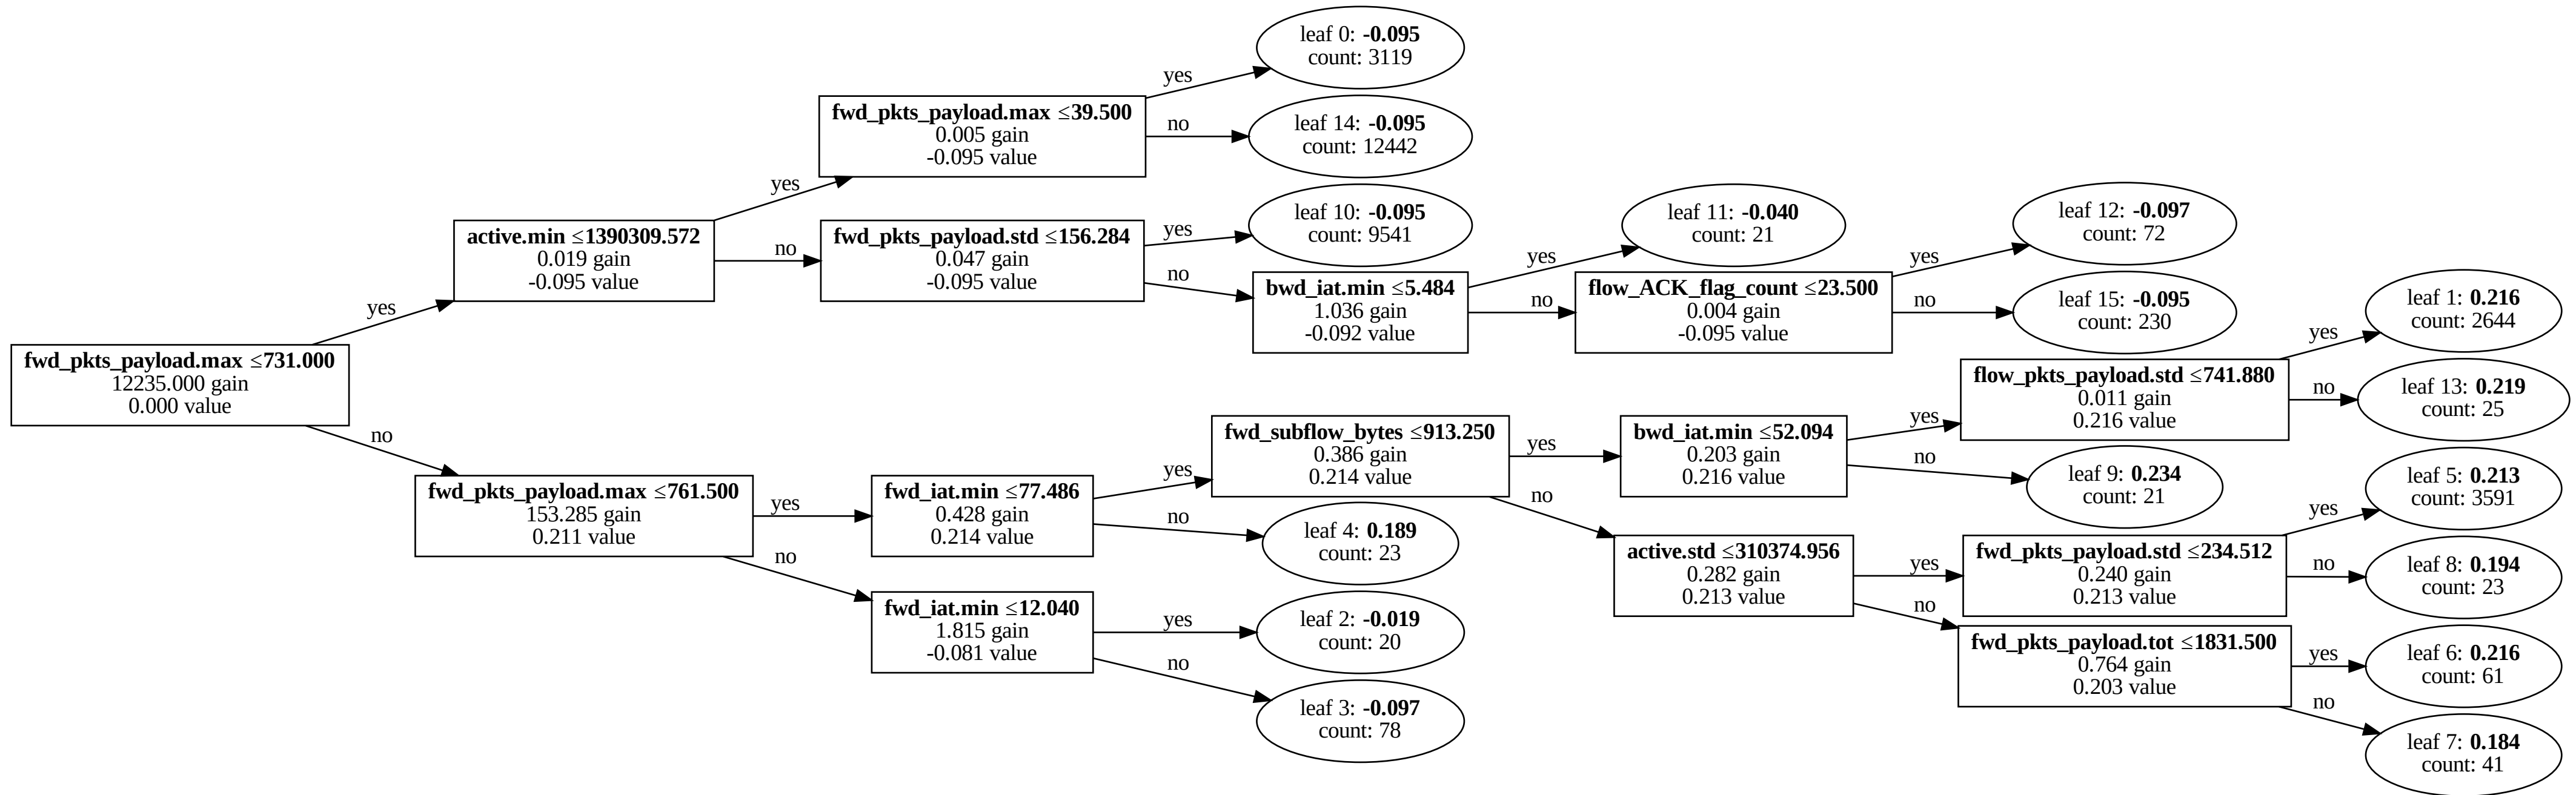 fwd_pkts_payload.max ≤731.000
12235.000 gain
0.000 value
yes
no
active.min ≤1390309.572
0.019 gain
-0.095 value
yes
no
fwd_pkts_payload.max ≤39.500
0.005 gain
-0.095 value
yes
no
leaf 0: -0.095
count: 3119
leaf 14: -0.095
count: 12442
fwd_pkts_payload.std ≤156.284
0.047 gain
-0.095 value
yes
no
leaf 10: -0.095
count: 9541
bwd_iat.min ≤5.484
1.036 gain
-0.092 value
yes
no
leaf 11: -0.040
count: 21
flow_ACK_flag_count ≤23.500
0.004 gain
-0.095 value
yes
no
leaf 12: -0.097
count: 72
leaf 15: -0.095
count: 230
fwd_pkts_payload.max ≤761.500
153.285 gain
0.211 value
yes
no
fwd_iat.min ≤77.486
0.428 gain
0.214 value
yes
no
fwd_subflow_bytes ≤913.250
0.386 gain
0.214 value
yes
no
bwd_iat.min ≤52.094
0.203 gain
0.216 value
yes
no
flow_pkts_payload.std ≤741.880
0.011 gain
0.216 value
yes
no
leaf 1: 0.216
count: 2644
leaf 13: 0.219
count: 25
leaf 9: 0.234
count: 21
active.std ≤310374.956
0.282 gain
0.213 value
yes
no
fwd_pkts_payload.std ≤234.512
0.240 gain
0.213 value
yes
no
leaf 5: 0.213
count: 3591
leaf 8: 0.194
count: 23
fwd_pkts_payload.tot ≤1831.500
0.764 gain
0.203 value
yes
no
leaf 6: 0.216
count: 61
leaf 7: 0.184
count: 41
leaf 4: 0.189
count: 23
fwd_iat.min ≤12.040
1.815 gain
-0.081 value
yes
no
leaf 2: -0.019
count: 20
leaf 3: -0.097
count: 78